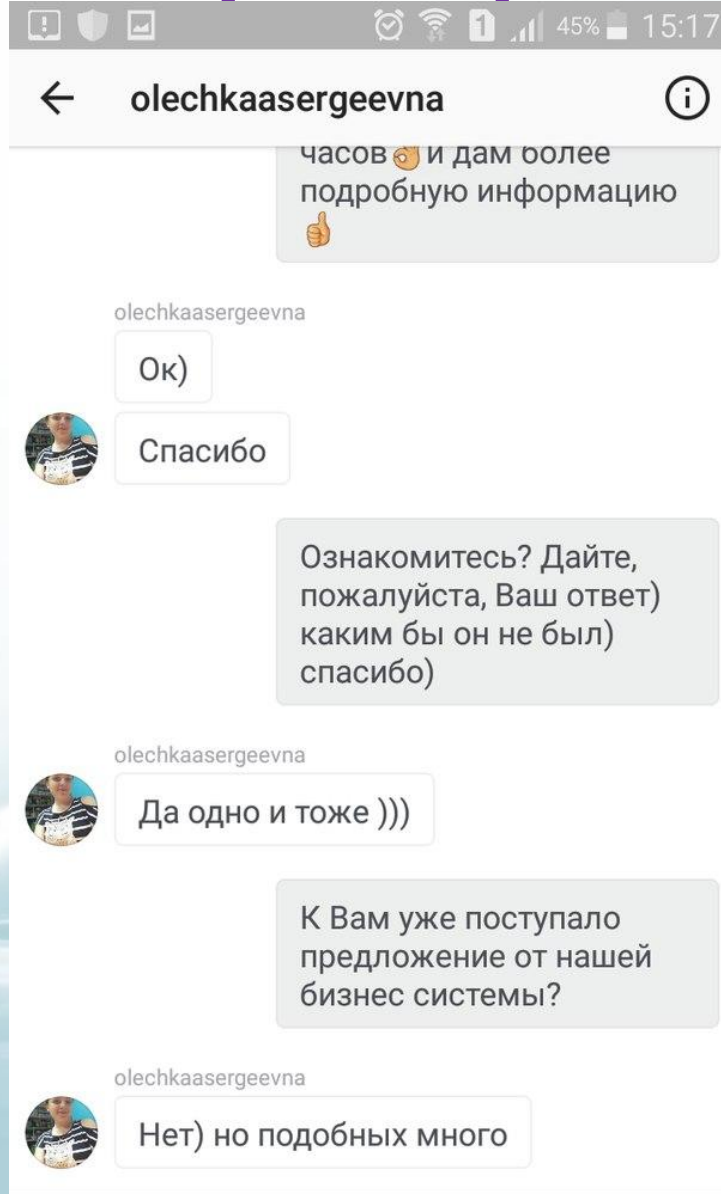 1 45% 15:17
olechkaasergeevna
часов👌и дам более
подробную информацию
👍
olechkaasergeevna
Ок)
Спасибо
Ознакомитесь? Дайте,
пожалуйста, Ваш ответ)
каким бы он не был)
спасибо)
olechkaasergeevna
Да одно и тоже )))
К Вам уже поступало
предложение от нашей
бизнес системы?
olechkaasergeevna
Нет) но подобных много